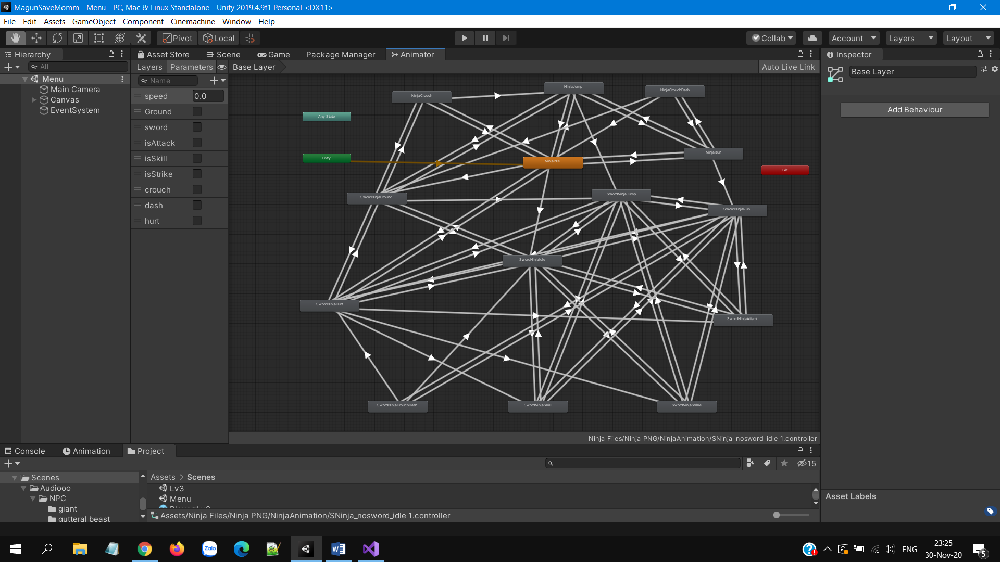 MagunSaveMomm - Menu - PC, Mac & Linux Standalone - Unity 2019.4.9f1 Personal <DX11>
File Edit Assets GameObject Component Cinemachine Window Help
Pivot Local Collab Account Layers Layout
Hierarchy
All
Menu
Main Camera
Canvas
EventSystem
Asset Store Scene Game Package Manager Animator
Layers Parameters Base Layer Auto Live Link
Name
speed 0.0
Ground
sword
isAttack
isSkill
isStrike
crouch
dash
hurt
NinjaCrouch
NinjaJump
NinjaCrouchDash
Any State
Entry
NinjaIdle
NinjaRun
Exit
SwordNinjaCround
SwordNinjaJump
SwordNinjaRun
SwordNinjaIdle
SwordNinjaHurt
SwordNinjaAttack
SwordNinjaCrouchDash
SwordNinjaSkill
SwordNinjaStrike
Ninja Files/Ninja PNG/NinjaAnimation/SNinja_nosword_idle 1.controller
Inspector
Base Layer
Add Behaviour
Asset Labels
Console Animation Project
15
Scenes
Audiooo
NPC
giant
gutteral beast
Assets > Scenes
Lv3
Menu
Assets/Ninja Files/Ninja PNG/NinjaAnimation/SNinja_nosword_idle 1.controller
Zalo
ENG
23:25
30-Nov-20
5